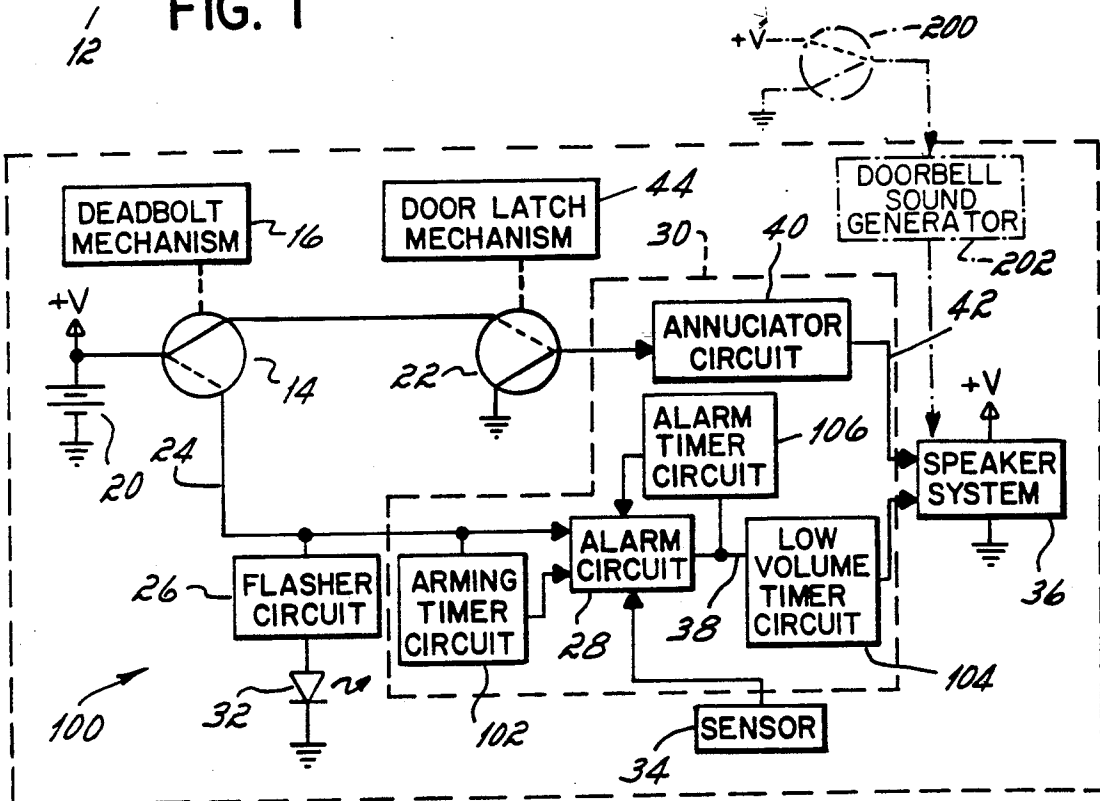 FIG. 1
12
+V
200
DOORBELL
SOUND
GENERATOR
202
DEADBOLT
MECHANISM
16
DOOR LATCH
MECHANISM
44
30
40
ANNUCIATOR
CIRCUIT
42
+V
14
22
20
24
ALARM
TIMER
CIRCUIT
106
+V
SPEAKER
SYSTEM
36
ALARM
CIRCUIT
28
38
LOW
VOLUME
TIMER
CIRCUIT
104
26
FLASHER
CIRCUIT
ARMING
TIMER
CIRCUIT
102
32
100
SENSOR
34